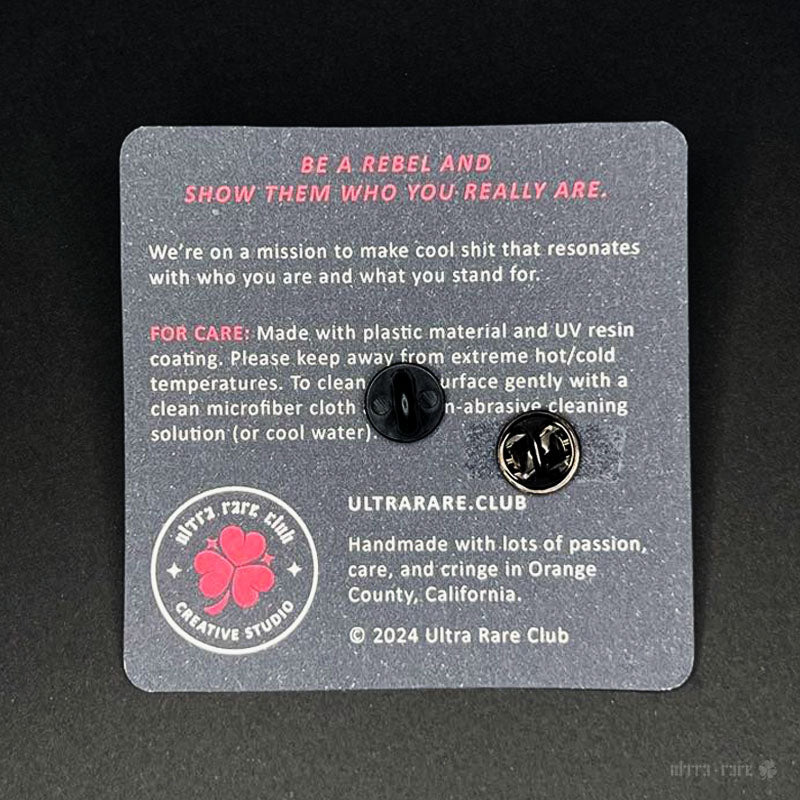 BE A REBEL AND
SHOW THEM WHO YOU REALLY ARE.
We're on a mission to make cool shit that resonates
with who you are and what you stand for.
FOR CARE: Made with plastic material and UV resin
coating. Please keep away from extreme hot/cold
temperatures. To clean urface gently with a
clean microfiber cloth n-abrasive cleaning
solution (or cool water).
ultra rare club
CREATIVE STUDIO
ULTRARARE.CLUB
Handmade with lots of passion,
care, and cringe in Orange
County, California.
© 2024 Ultra Rare Club
ultra · rare